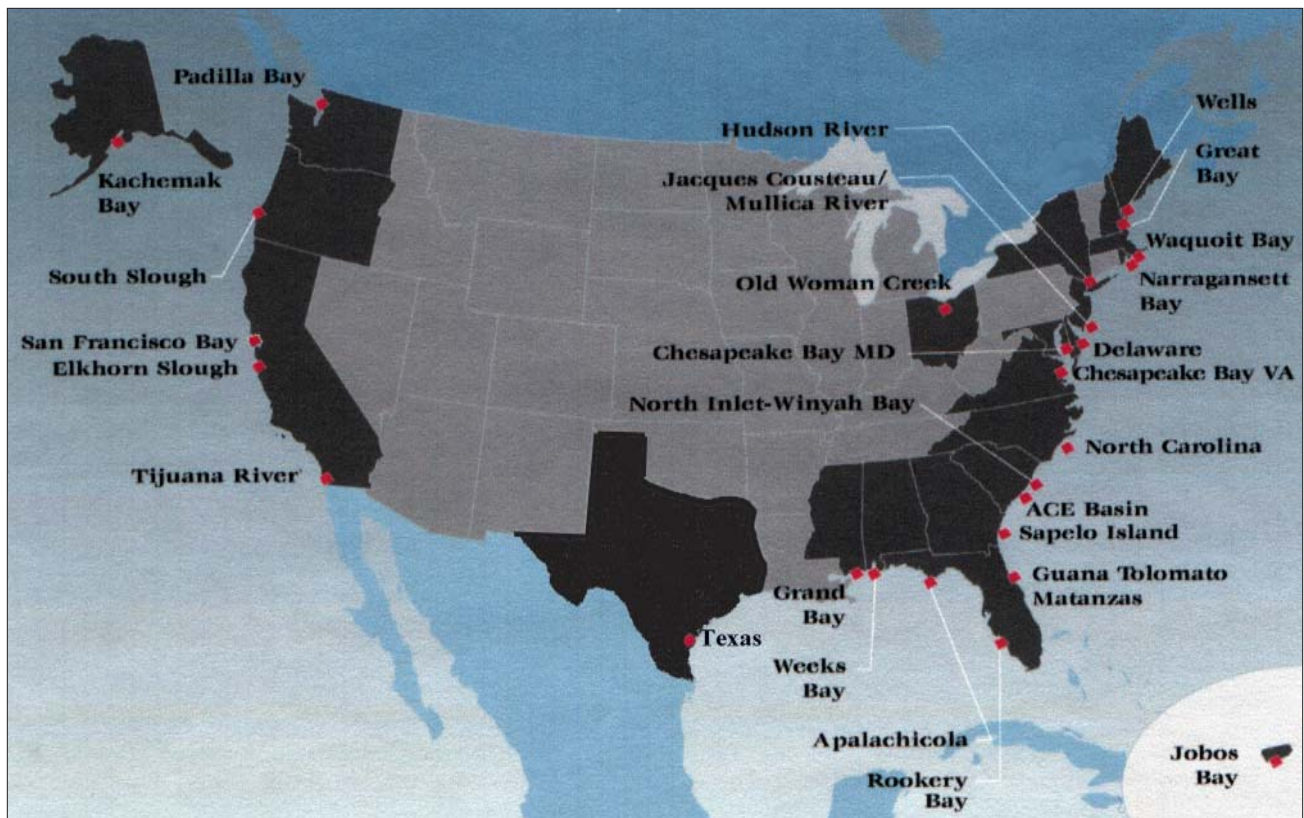 Padilla Bay
Kachemak
Bay
South Slough
San Francisco Bay
Elkhorn Slough
Tijuana River
Hudson River
Jacques Cousteau/
Mullica River
Old Woman Creek
Chesapeake Bay MD
North Inlet-Winyah Bay
Wells
Great
Bay
Waquoit Bay
Narragansett
Bay
Delaware
Chesapeake Bay VA
North Carolina
ACE Basin
Sapelo Island
Guana Tolomato
Matanzas
Grand
Bay
Texas
Weeks
Bay
Apalachicola
Rookery
Bay
Jobos
Bay